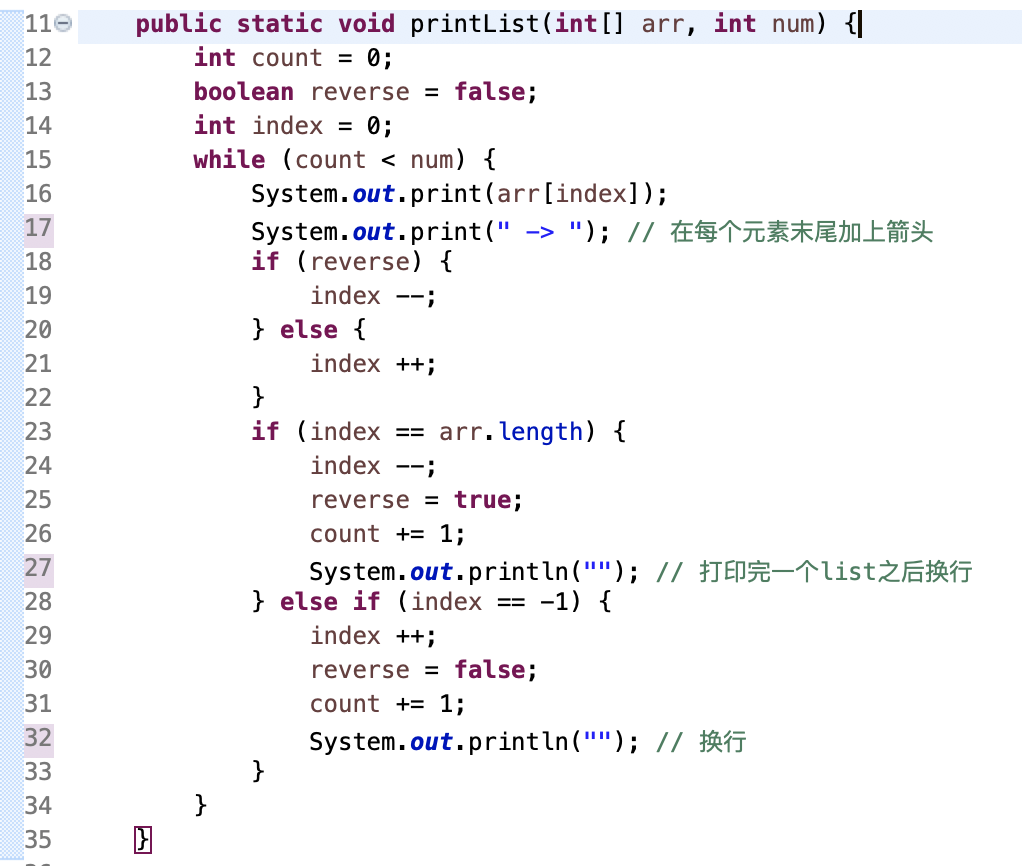 11 public static void printList(int[] arr, int num) {
12 int count = 0;
13 boolean reverse = false;
14 int index = 0;
15 while (count < num) {
16 System.out.print(arr[index]);
17 System.out.print(" -> "); // 在每个元素末尾加上箭头
18 if (reverse) {
19 index --;
20 } else {
21 index ++;
22 }
23 if (index == arr.length) {
24 index --;
25 reverse = true;
26 count += 1;
27 System.out.println(""); // 打印完一个list之后换行
28 } else if (index == -1) {
29 index ++;
30 reverse = false;
31 count += 1;
32 System.out.println(""); // 换行
33 }
34 }
35 }